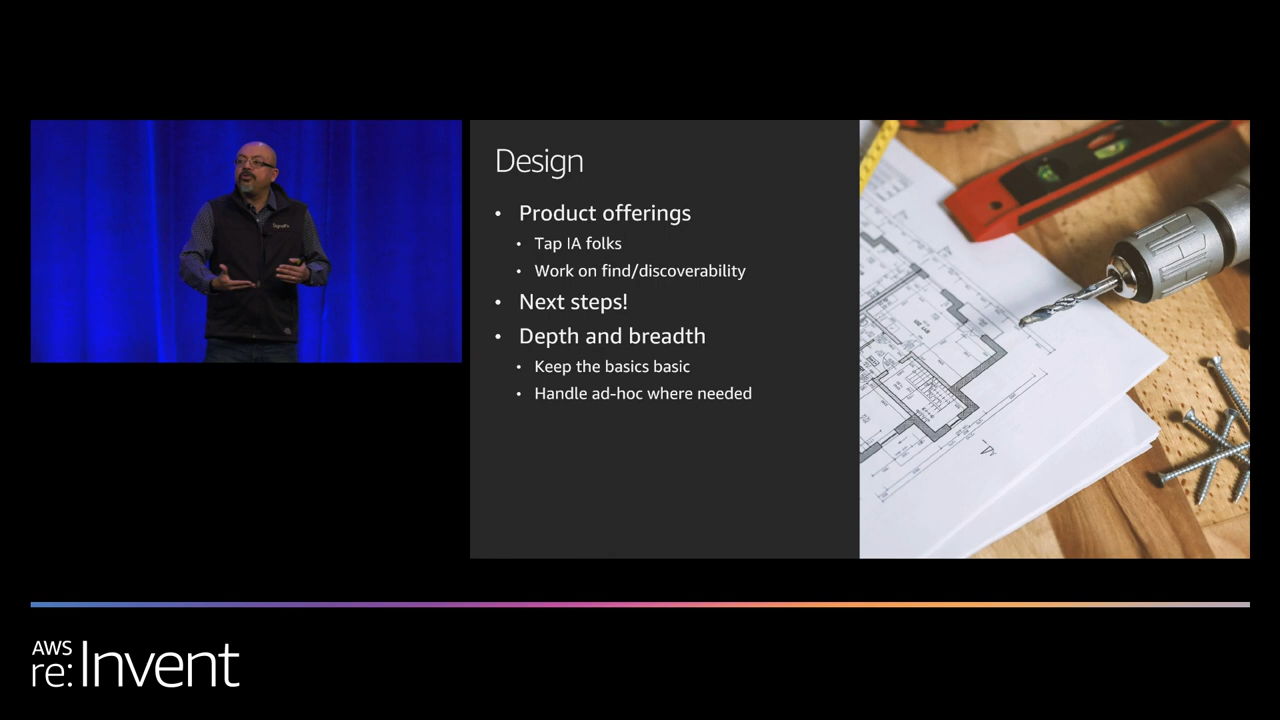 Design
• Product offerings
• Tap IA folks
• Work on find/discoverability
• Next steps!
• Depth and breadth
• Keep the basics basic
• Handle ad-hoc where needed
AWS
re:Invent